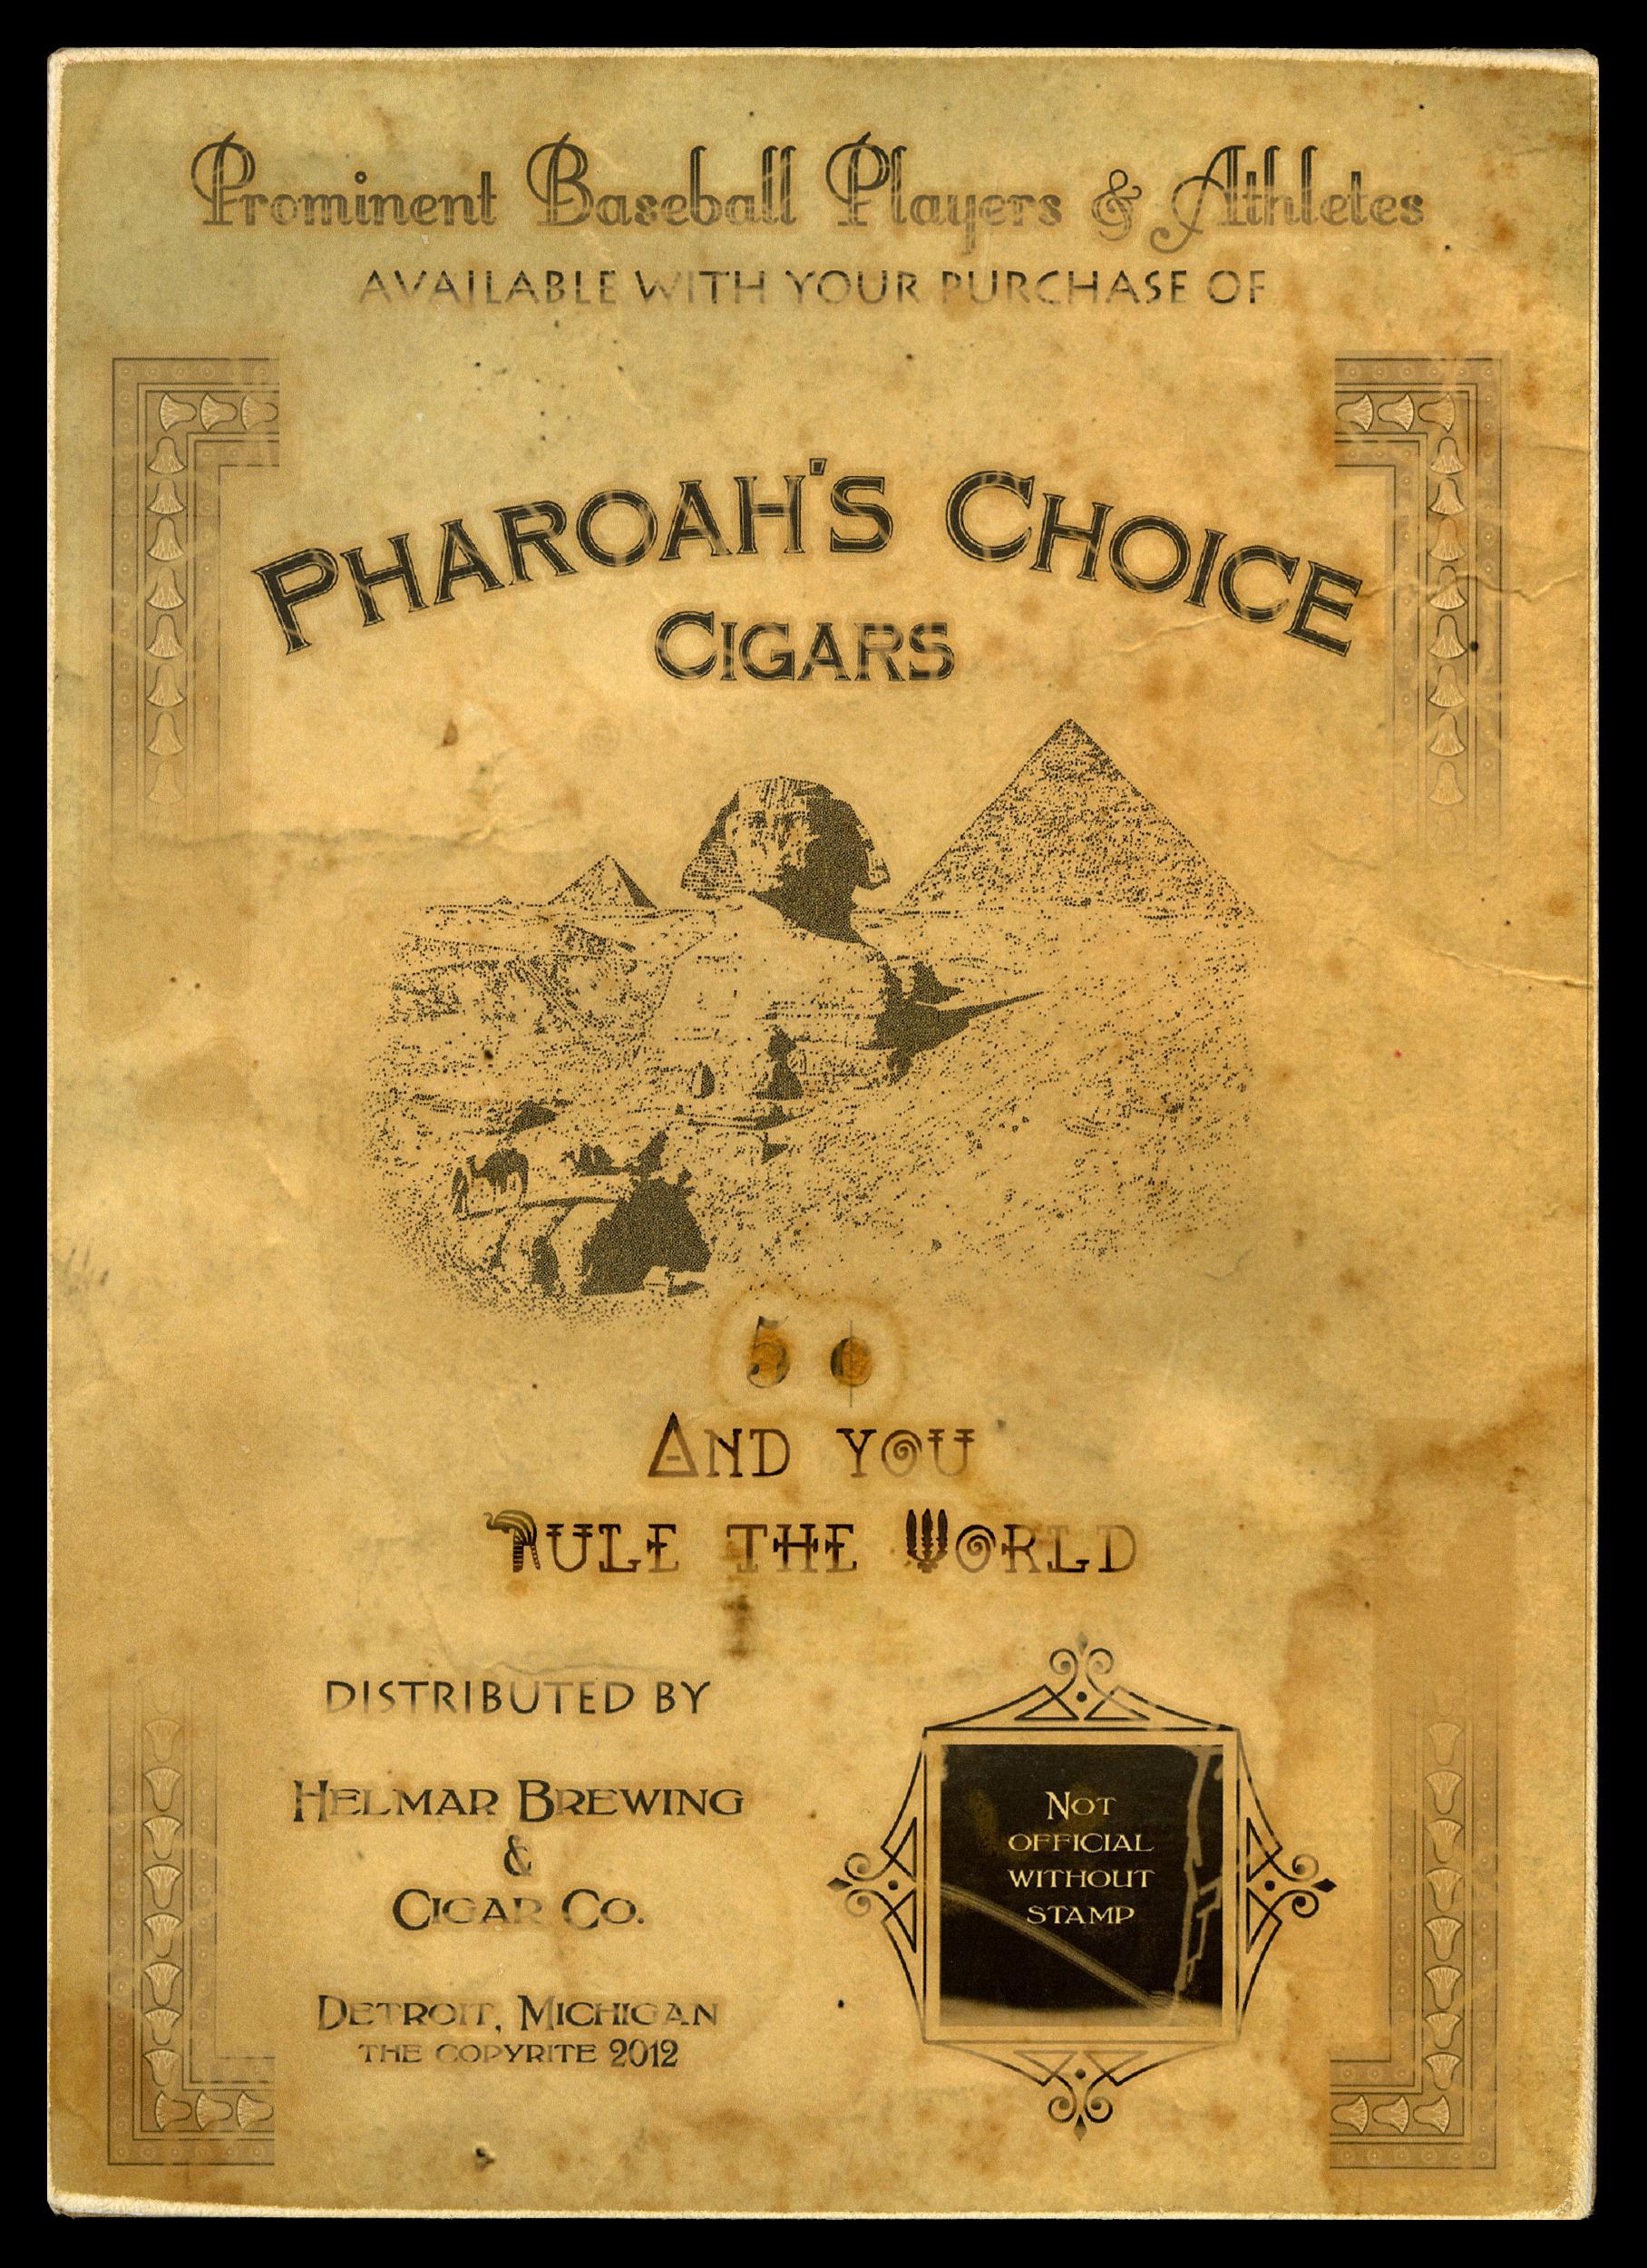 Prominent Baseball Players & Athletes
AVAILABLE WITH YOUR PURCHASE OF
PHAROAH'S CHOICE
CIGARS
5 ¢
AND YOU
RULE THE WORLD
DISTRIBUTED BY
HELMAR BREWING
&
CIGAR CO.
DETROIT, MICHIGAN
THE COPYRITE 2012
NOT
OFFICIAL
WITHOUT
STAMP